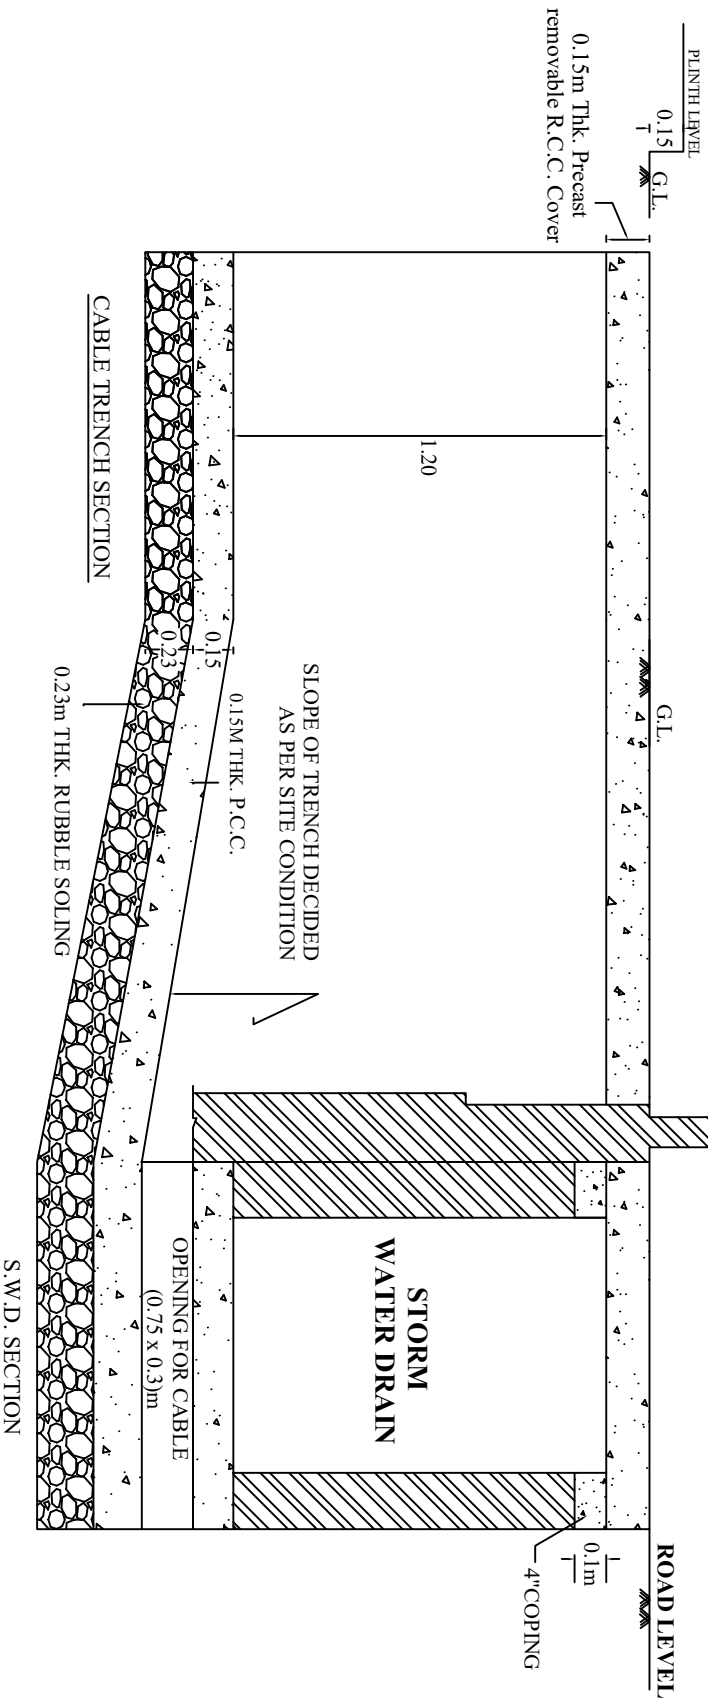 PLINTH LEVEL
0.15
G.L.
0.15m Thk. Precast
removable R.C.C. Cover
G.L.
ROAD LEVEL
0.1m
4"COPING
1.20
STORM
WATER DRAIN
SLOPE OF TRENCH DECIDED
AS PER SITE CONDITION
0.15M THK. P.C.C.
0.15
0.23
OPENING FOR CABLE
(0.75 x 0.3)m
CABLE TRENCH SECTION
0.23m THK. RUBBLE SOLING
S.W.D. SECTION